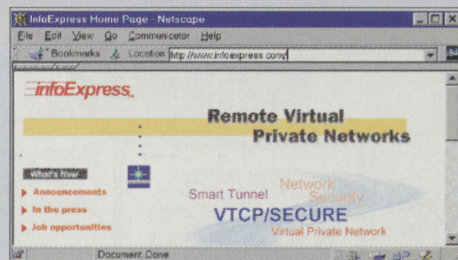 InfoExpress Home Page - Netscape
File Edit View Go Communicator Help
Bookmarks Location: http://www.infoexpress.com/
infoExpress
Remote Virtual
Private Networks
What's New
Announcements
In the press
Job opportunities
Smart Tunnel
Network
Security
VTCP/SECURE
Virtual Private Network
Document Done